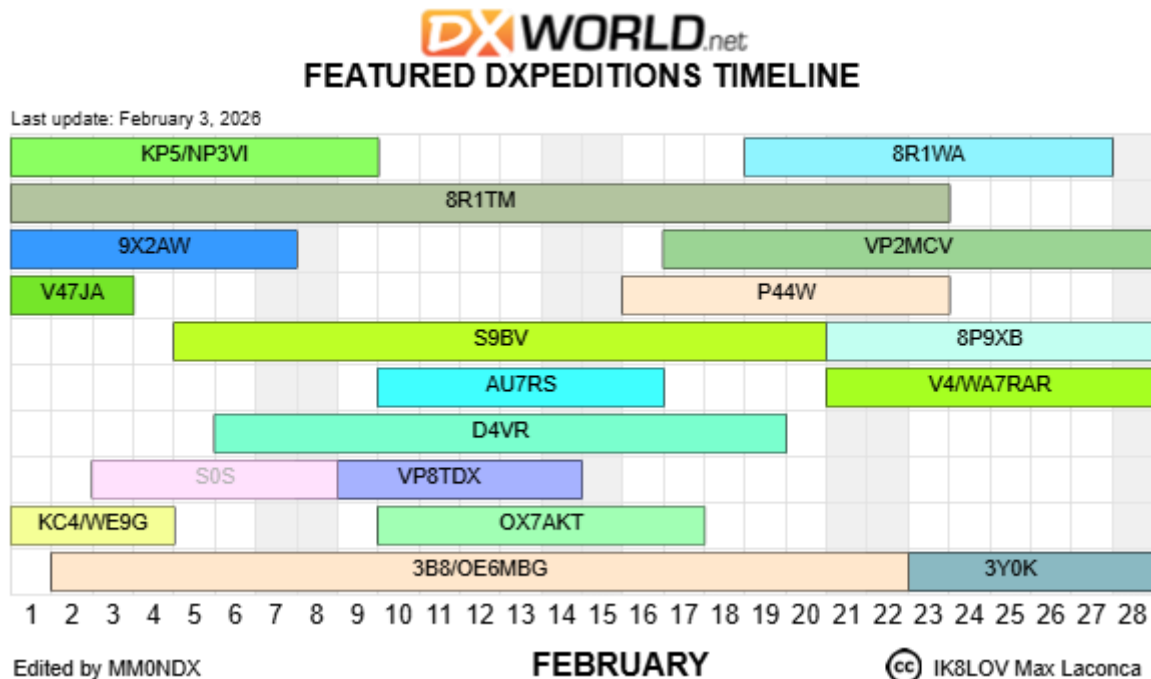 DX WORLD.net
FEATURED DXPEDITIONS TIMELINE
Last update: February 3, 2026
KP5/NP3VI 8R1WA
8R1TM
9X2AW VP2MCV
V47JA P44W
S9BV 8P9XB
AU7RS V4/WA7RAR
D4VR
S0S VP8TDX
KC4/WE9G OX7AKT
3B8/OE6MBG 3Y0K
1 2 3 4 5 6 7 8 9 10 11 12 13 14 15 16 17 18 19 20 21 22 23 24 25 26 27 28
Edited by MM0NDX FEBRUARY cc IK8LOV Max Laconca